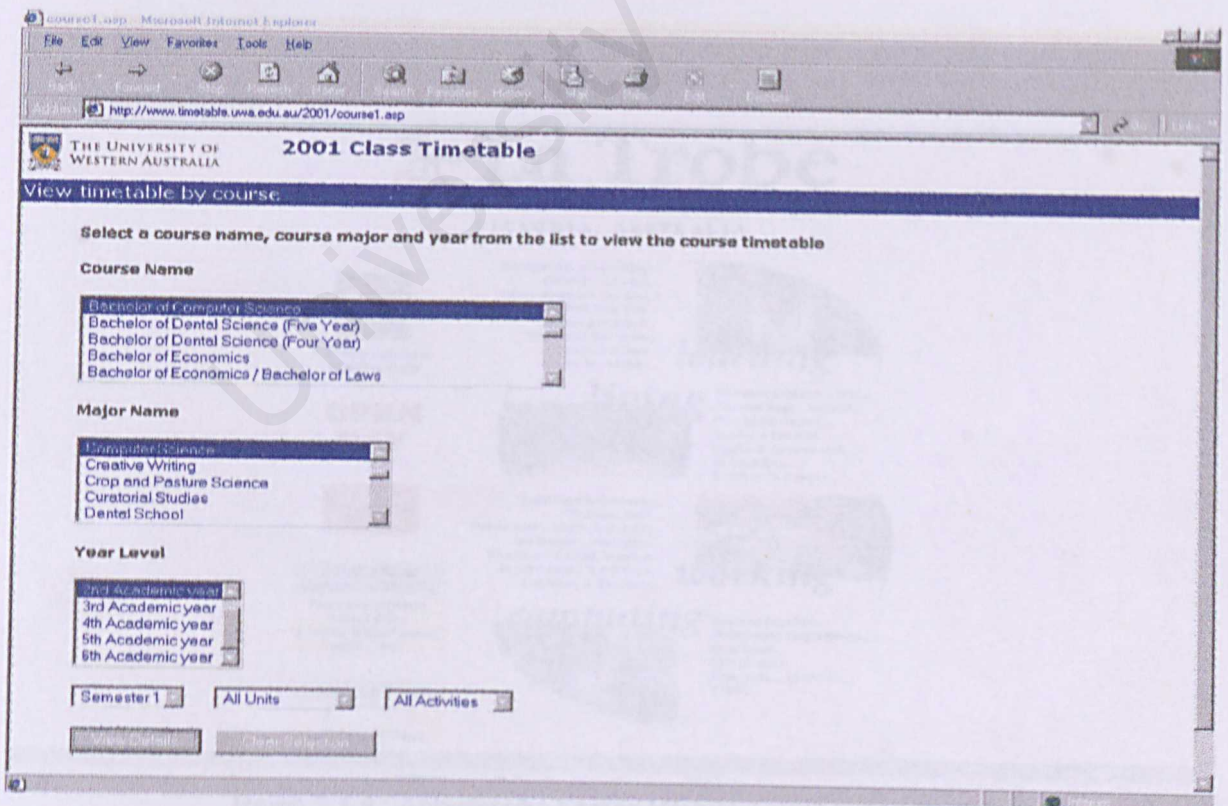 course1.asp - Microsoft Internet Explorer
File Edit View Favorites Tools Help
http://www.timetable.uwa.edu.au/2001/course1.asp
THE UNIVERSITY OF
WESTERN AUSTRALIA
2001 Class Timetable
View timetable by course
Select a course name, course major and year from the list to view the course timetable
Course Name
Bachelor of Computer Science
Bachelor of Dental Science (Five Year)
Bachelor of Dental Science (Four Year)
Bachelor of Economics
Bachelor of Economics / Bachelor of Laws
Major Name
Computer Science
Creative Writing
Crop and Pasture Science
Curatorial Studies
Dental School
Year Level
2nd Academic year
3rd Academic year
4th Academic year
5th Academic year
6th Academic year
Semester 1 All Units All Activities
University